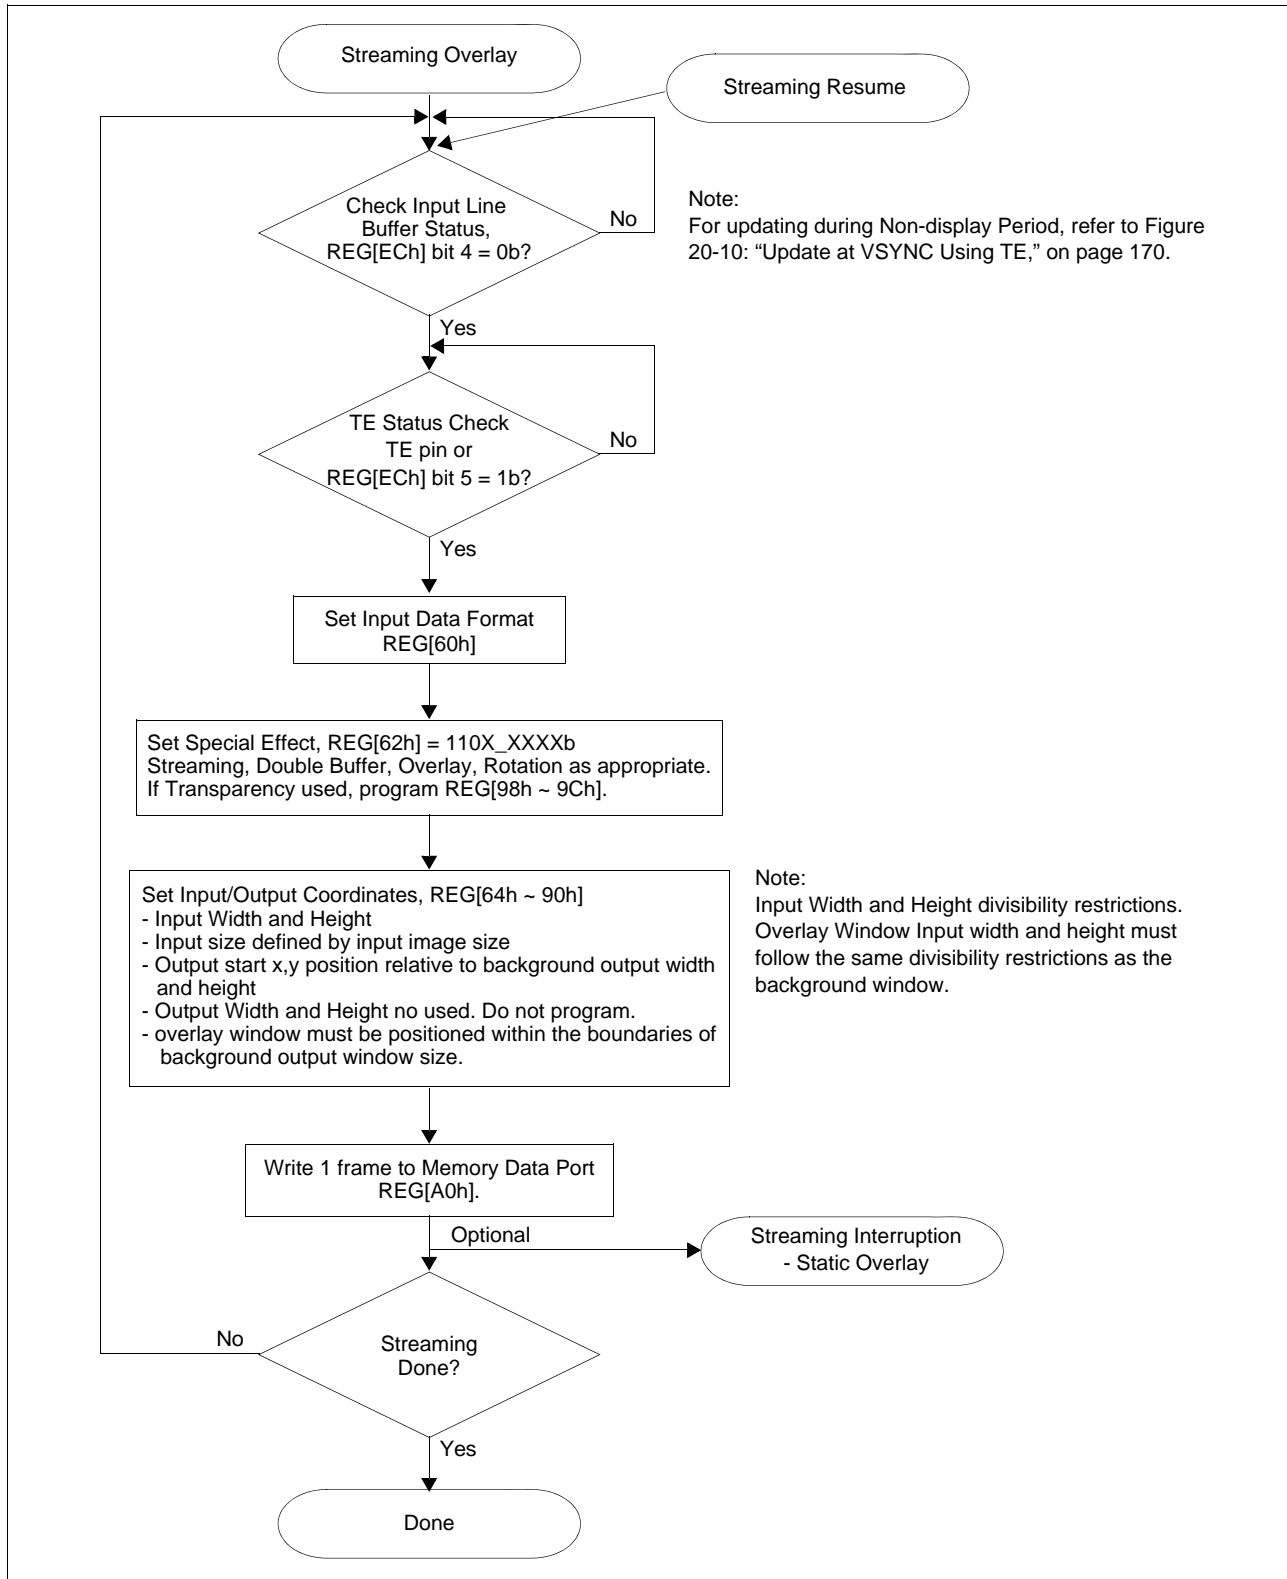 Streaming Overlay
Streaming Resume
Check Input Line
Buffer Status,
REG[ECh] bit 4 = 0b?
No
Note:
For updating during Non-display Period, refer to Figure
20-10: “Update at VSYNC Using TE,” on page 170.
Yes
TE Status Check
TE pin or
REG[ECh] bit 5 = 1b?
No
Yes
Set Input Data Format
REG[60h]
Set Special Effect, REG[62h] = 110X_XXXXb
Streaming, Double Buffer, Overlay, Rotation as appropriate.
If Transparency used, program REG[98h ~ 9Ch].
Set Input/Output Coordinates, REG[64h ~ 90h]
- Input Width and Height
- Input size defined by input image size
- Output start x,y position relative to background output width
and height
- Output Width and Height no used. Do not program.
- overlay window must be positioned within the boundaries of
background output window size.
Note:
Input Width and Height divisibility restrictions.
Overlay Window Input width and height must
follow the same divisibility restrictions as the
background window.
Write 1 frame to Memory Data Port
REG[A0h].
Optional
Streaming Interruption
- Static Overlay
No
Streaming
Done?
Yes
Done